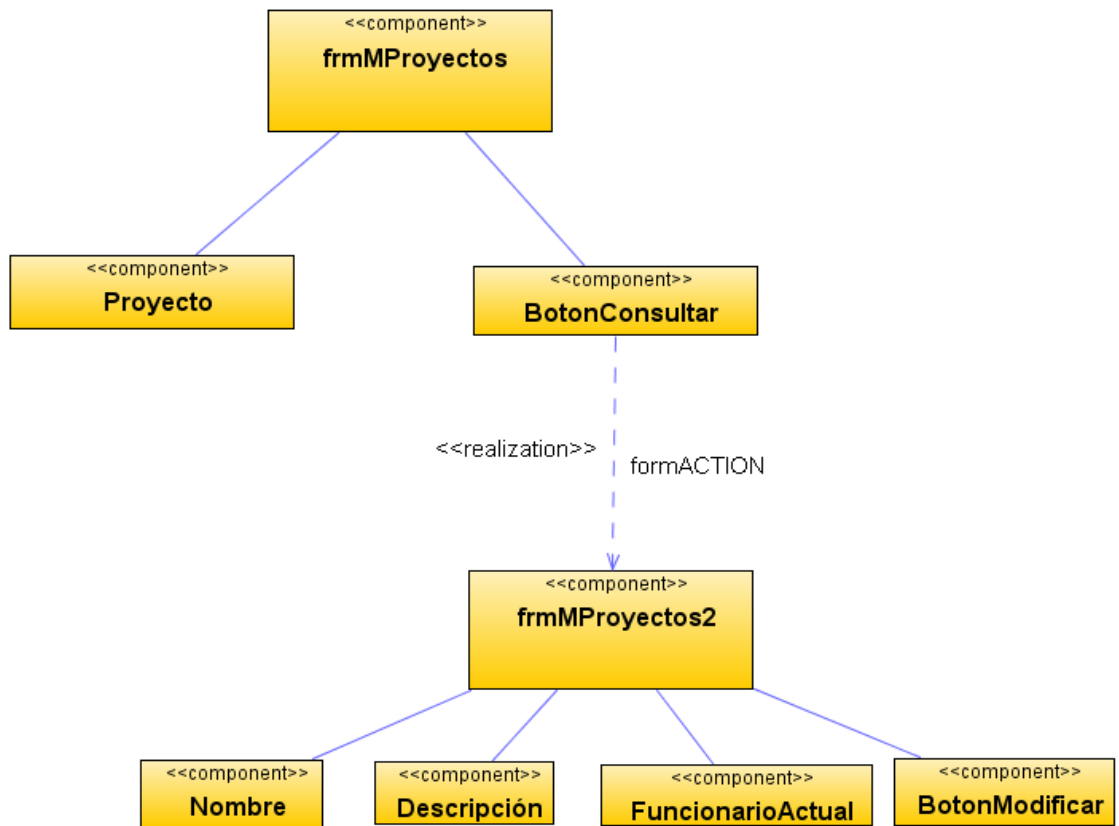 <<component>>
frmMProyectos
<<component>>
Proyecto
<<component>>
BotonConsultar
<<realization>>
formACTION
<<component>>
frmMProyectos2
<<component>>
Nombre
<<component>>
Descripción
<<component>>
FuncionarioActual
<<component>>
BotonModificar